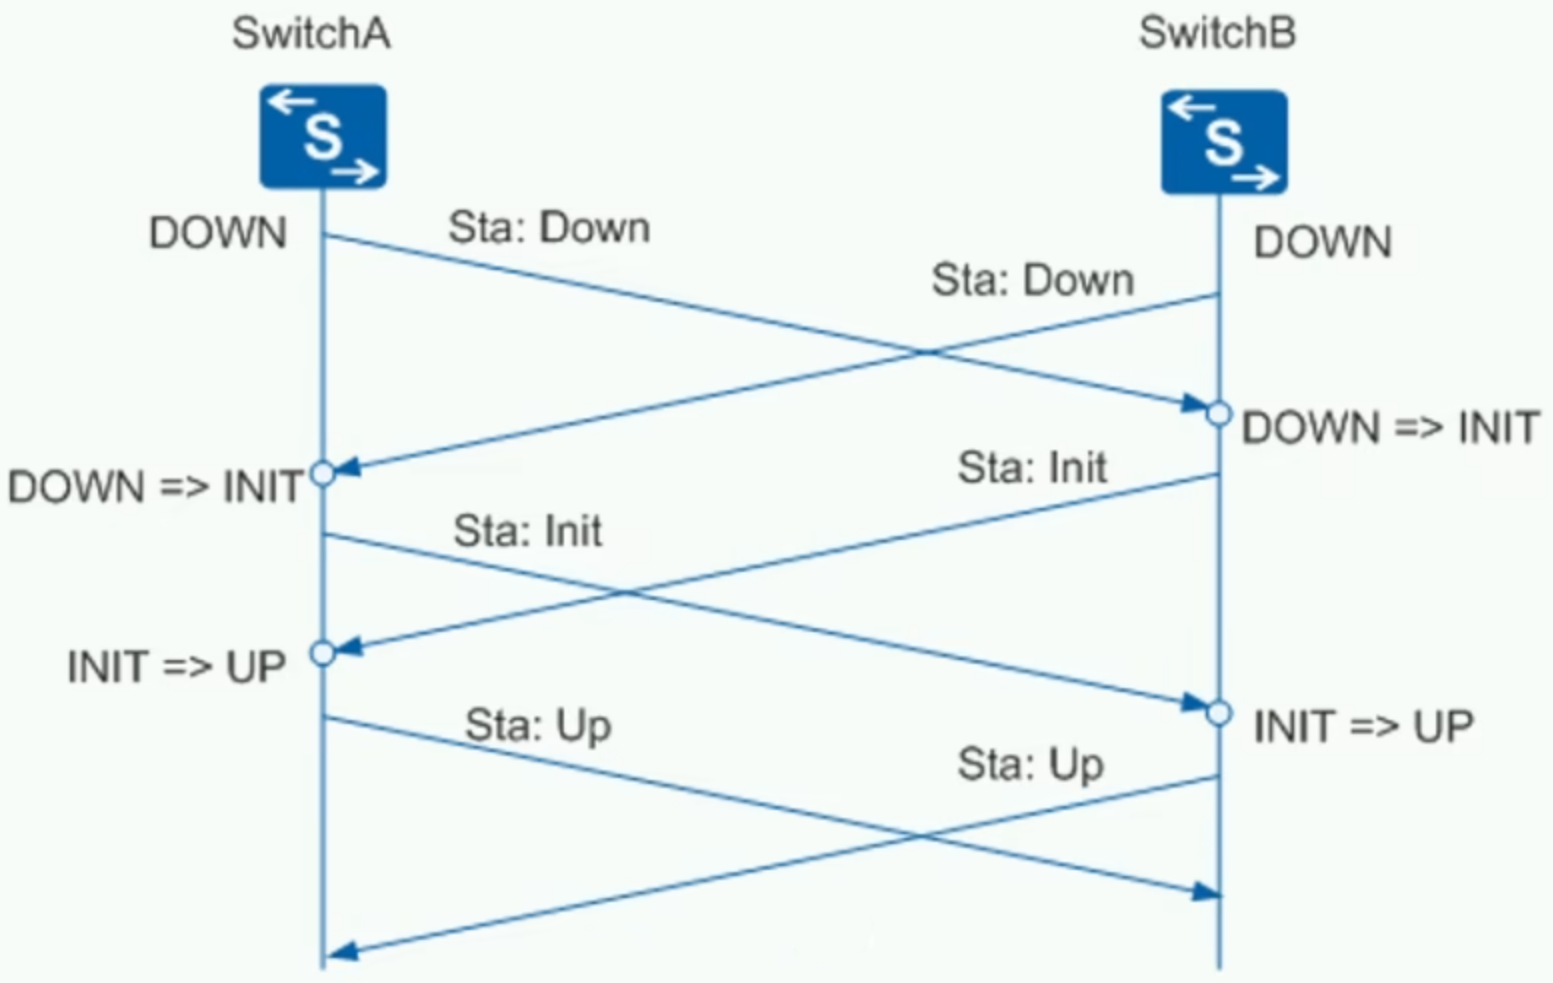 SwitchA
SwitchB
S
S
DOWN
Sta: Down
DOWN
Sta: Down
DOWN => INIT
Sta: Init
DOWN => INIT
Sta: Init
INIT => UP
Sta: Up
INIT => UP
Sta: Up